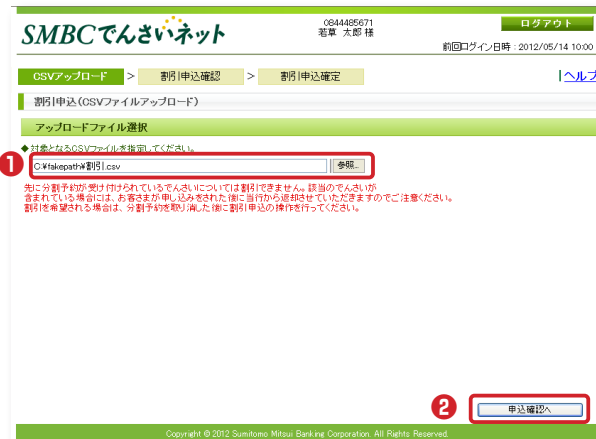 SMBCでんさいネット
0844485671
若草 太郎 様
ログアウト
前回ログイン日時：2012/05/14 10:00
CSVアップロード > 割引申込確認 > 割引申込確定
ヘルプ
割引申込(CSVファイルアップロード)
アップロードファイル選択
◆対象となるCSVファイルを指定してください。
1
C:¥fakepath¥割引.csv 参照...
先に分割予約が受け付けられているでんさいについては割引できません。該当のでんさいが
含まれている場合には、お客さまが申し込みをされた後に当行から返却させていただきますのでご注意ください。
割引を希望される場合は、分割予約を取り消した後に割引申込の操作を行ってください。
2
申込確認へ
Copyright © 2012 Sumitomo Mitsui Banking Corporation. All Rights Reserved.